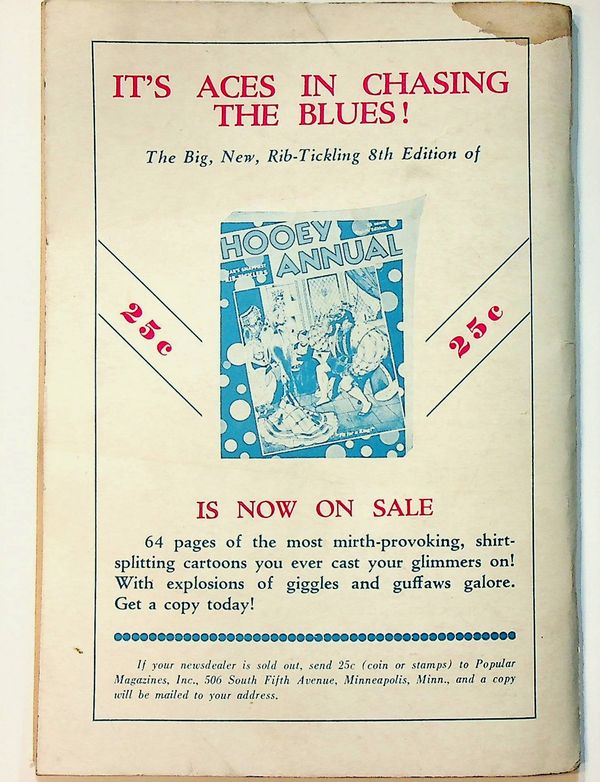 IT'S ACES IN CHASING
THE BLUES!
The Big, New, Rib-Tickling 8th Edition of
HOOEY
ANNUAL
Edition
"Fit for a King!"
25c
25c
IS NOW ON SALE
64 pages of the most mirth-provoking, shirt-
splitting cartoons you ever cast your glimmers on!
With explosions of giggles and guffaws galore.
Get a copy today!
If your newsdealer is sold out, send 25c (coin or stamps) to Popular
Magazines, Inc., 506 South Fifth Avenue, Minneapolis, Minn., and a copy
will be mailed to your address.